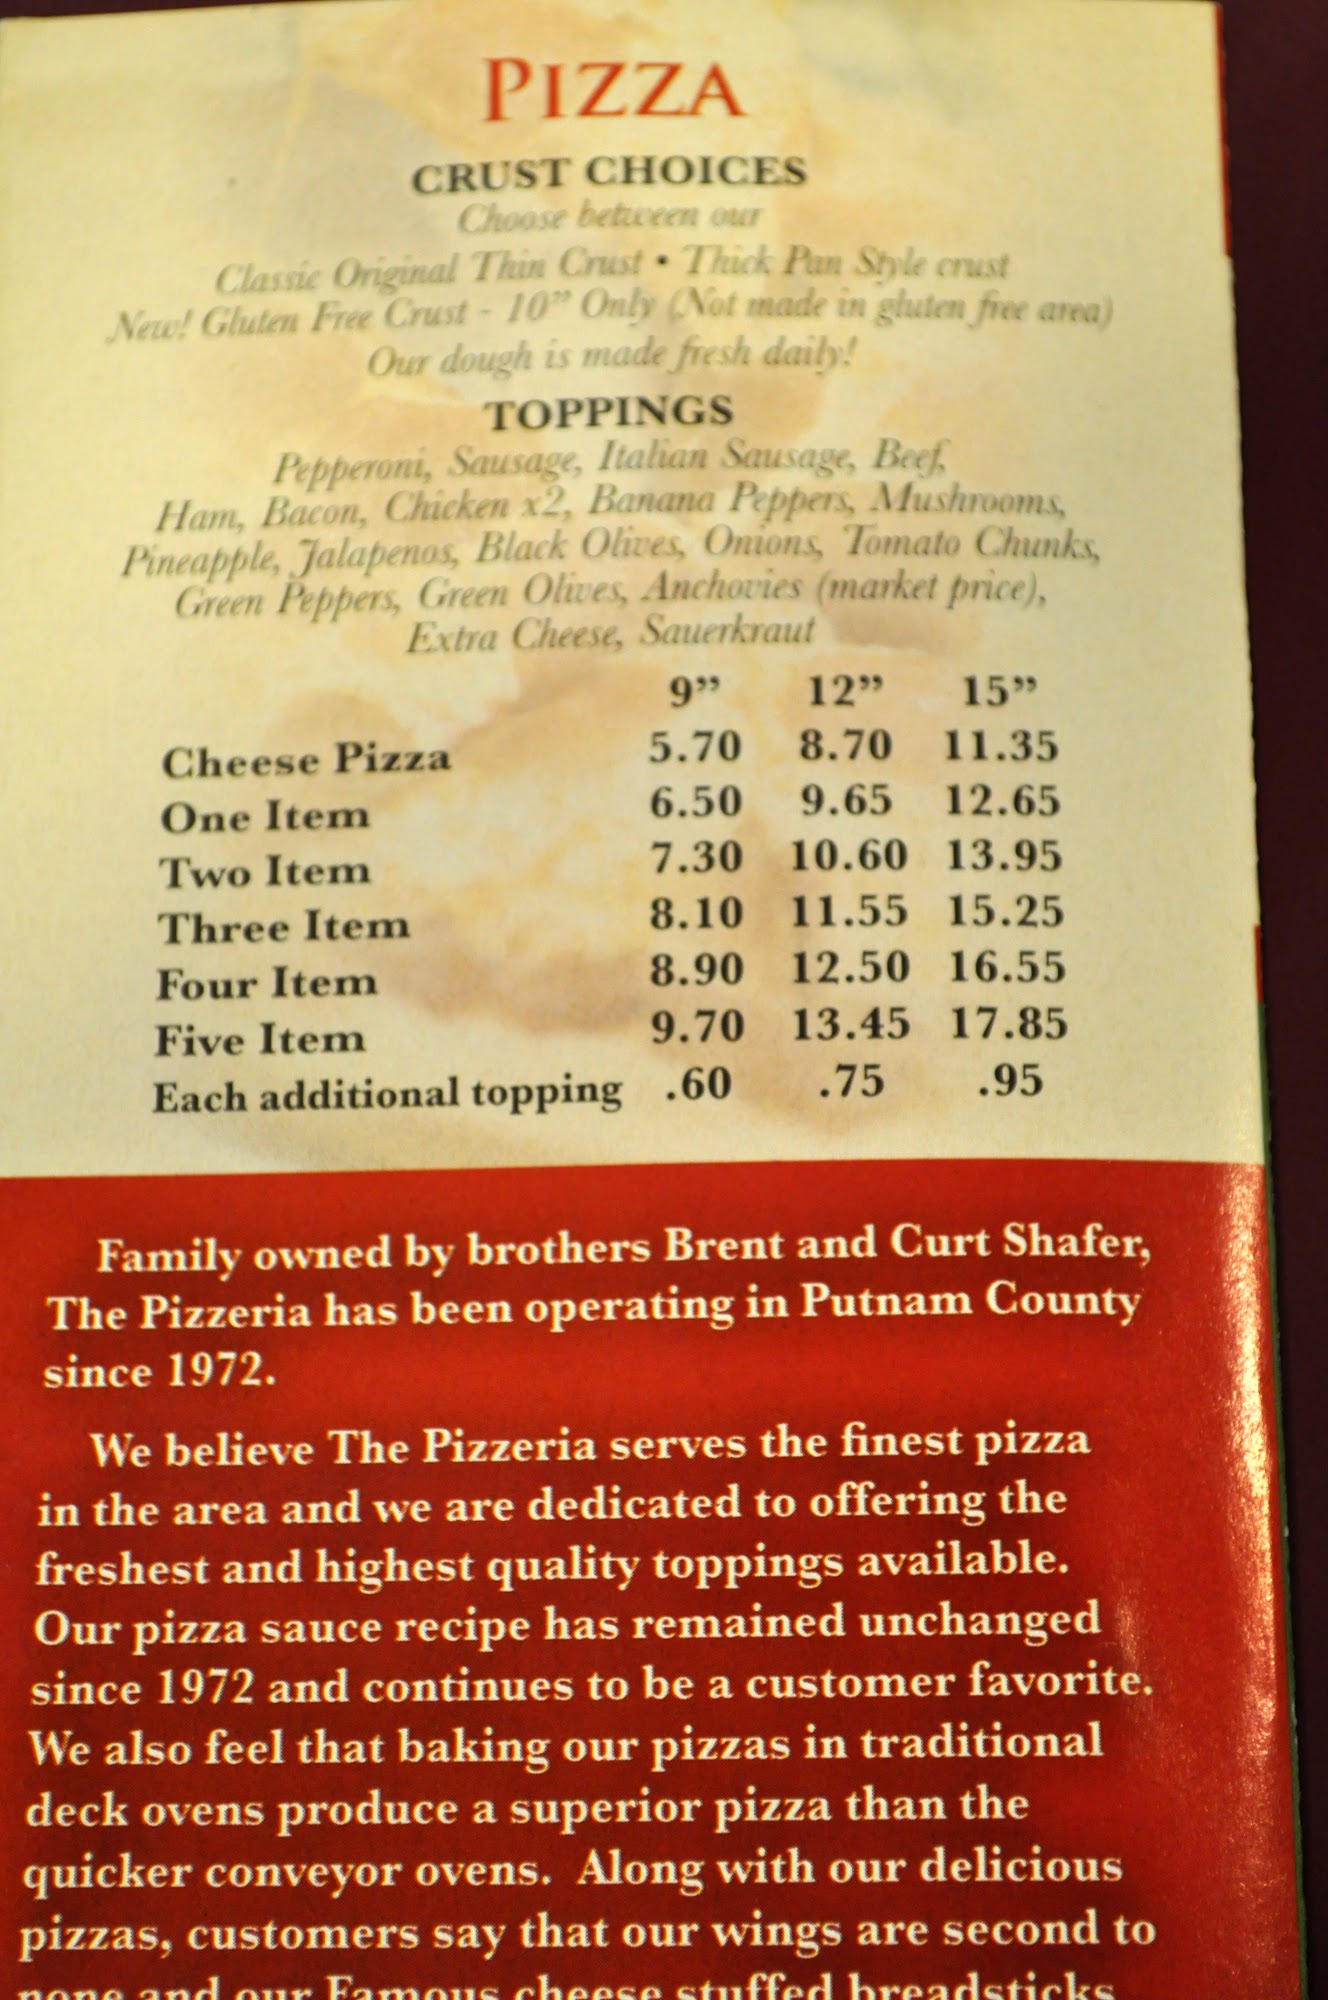 PIZZA
CRUST CHOICES
Choose between our
Classic Original Thin Crust • Thick Pan Style crust
New! Gluten Free Crust - 10" Only (Not made in gluten free area)
Our dough is made fresh daily!
TOPPINGS
Pepperoni, Sausage, Italian Sausage, Beef,
Ham, Bacon, Chicken x2, Banana Peppers, Mushrooms,
Pineapple, Jalapenos, Black Olives, Onions, Tomato Chunks,
Green Peppers, Green Olives, Anchovies (market price),
Extra Cheese, Sauerkraut
9" 12" 15"
Cheese Pizza 5.70 8.70 11.35
One Item 6.50 9.65 12.65
Two Item 7.30 10.60 13.95
Three Item 8.10 11.55 15.25
Four Item 8.90 12.50 16.55
Five Item 9.70 13.45 17.85
Each additional topping .60 .75 .95
Family owned by brothers Brent and Curt Shafer,
The Pizzeria has been operating in Putnam County
since 1972.
We believe The Pizzeria serves the finest pizza
in the area and we are dedicated to offering the
freshest and highest quality toppings available.
Our pizza sauce recipe has remained unchanged
since 1972 and continues to be a customer favorite.
We also feel that baking our pizzas in traditional
deck ovens produce a superior pizza than the
quicker conveyor ovens. Along with our delicious
pizzas, customers say that our wings are second to
none and our Famous cheese stuffed breadsticks